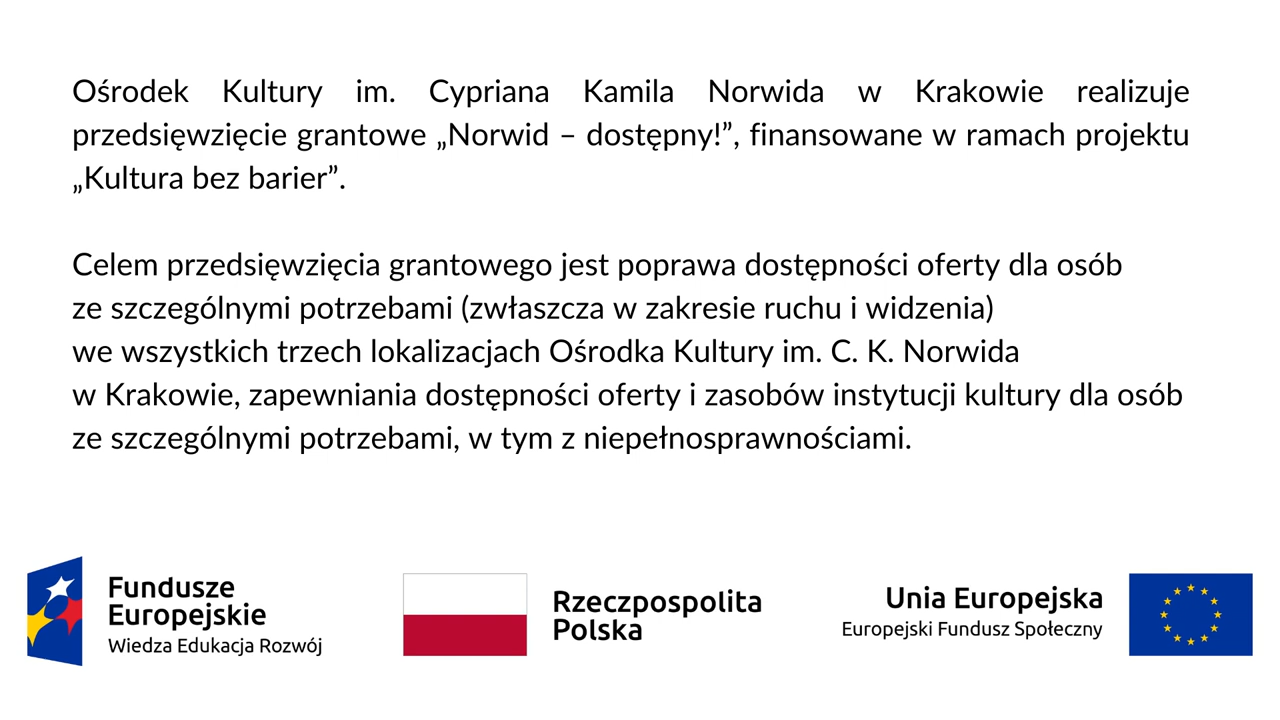 Ośrodek Kultury im. Cypriana Kamila Norwida w Krakowie realizuje
przedsięwzięcie grantowe „Norwid – dostępny!”, finansowane w ramach projektu
„Kultura bez barier”.
Celem przedsięwzięcia grantowego jest poprawa dostępności oferty dla osób
ze szczególnymi potrzebami (zwłaszcza w zakresie ruchu i widzenia)
we wszystkich trzech lokalizacjach Ośrodka Kultury im. C. K. Norwida
w Krakowie, zapewniania dostępności oferty i zasobów instytucji kultury dla osób
ze szczególnymi potrzebami, w tym z niepełnosprawnościami.
Fundusze
Europejskie
Wiedza Edukacja Rozwój
Rzeczpospolita
Polska
Unia Europejska
Europejski Fundusz Społeczny